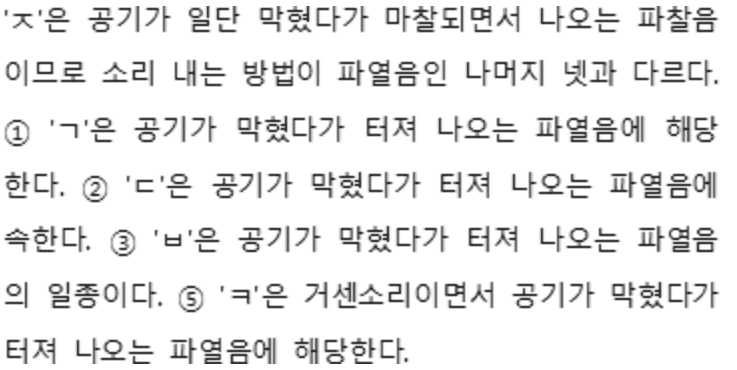 'ㅈ'은 공기가 일단 막혔다가 마찰되면서 나오는 파찰음
이므로 소리 내는 방법이 파열음인 나머지 넷과 다르다.
① 'ㄱ'은 공기가 막혔다가 터져 나오는 파열음에 해당
한다. ② 'ㄷ'은 공기가 막혔다가 터져 나오는 파열음에
속한다. ③ 'ㅂ'은 공기가 막혔다가 터져 나오는 파열음
의 일종이다. ⑤ 'ㅋ'은 거센소리이면서 공기가 막혔다가
터져 나오는 파열음에 해당한다.